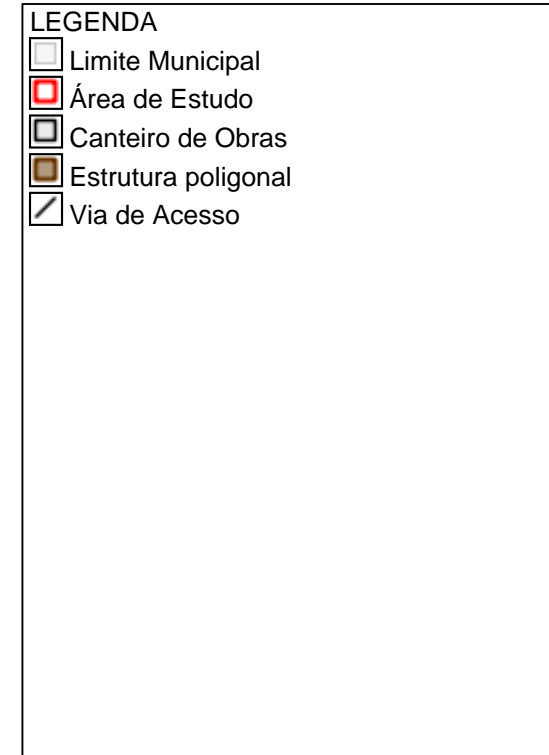 LEGENDA
Limite Municipal
Área de Estudo
Canteiro de Obras
Estrutura poligonal
Via de Acesso